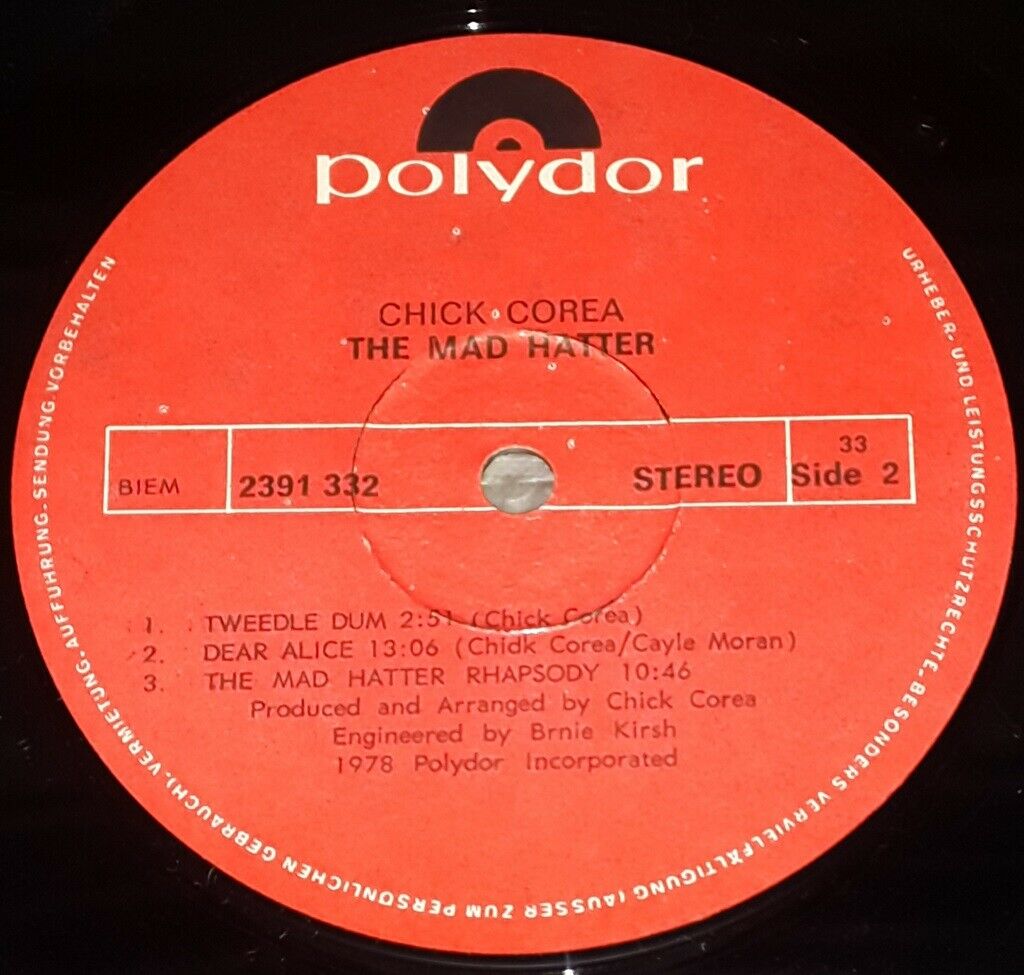 polydor
CHICK COREA
THE MAD HATTER
BIEM
2391 332
STEREO
33
Side 2
1. TWEEDLE DUM 2:51 (Chick Corea)
2. DEAR ALICE 13:06 (Chidk Corea/Cayle Moran)
3. THE MAD HATTER RHAPSODY 10:46
Produced and Arranged by Chick Corea
Engineered by Brnie Kirsh
1978 Polydor Incorporated
URHEBER- UND LEISTUNGSSCHUTZRECHTE- BESONDERS VERVIELFÄLTIGUNG (AUSSER ZUM PERSÖNLICHEN GEBRAUCH), VERMIETUNG, AUFFUHRUNG. SENDUNG VORBEHALTEN